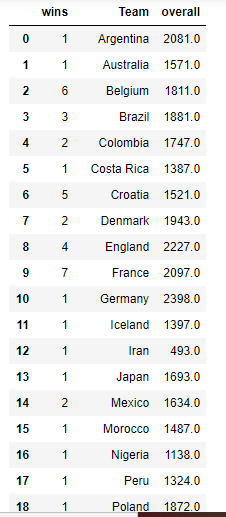 wins Team overall
0 1 Argentina 2081.0
1 1 Australia 1571.0
2 6 Belgium 1811.0
3 3 Brazil 1881.0
4 2 Colombia 1747.0
5 1 Costa Rica 1387.0
6 5 Croatia 1521.0
7 2 Denmark 1943.0
8 4 England 2227.0
9 7 France 2097.0
10 1 Germany 2398.0
11 1 Iceland 1397.0
12 1 Iran 493.0
13 1 Japan 1693.0
14 2 Mexico 1634.0
15 1 Morocco 1487.0
16 1 Nigeria 1138.0
17 1 Peru 1324.0
18 1 Poland 1872.0